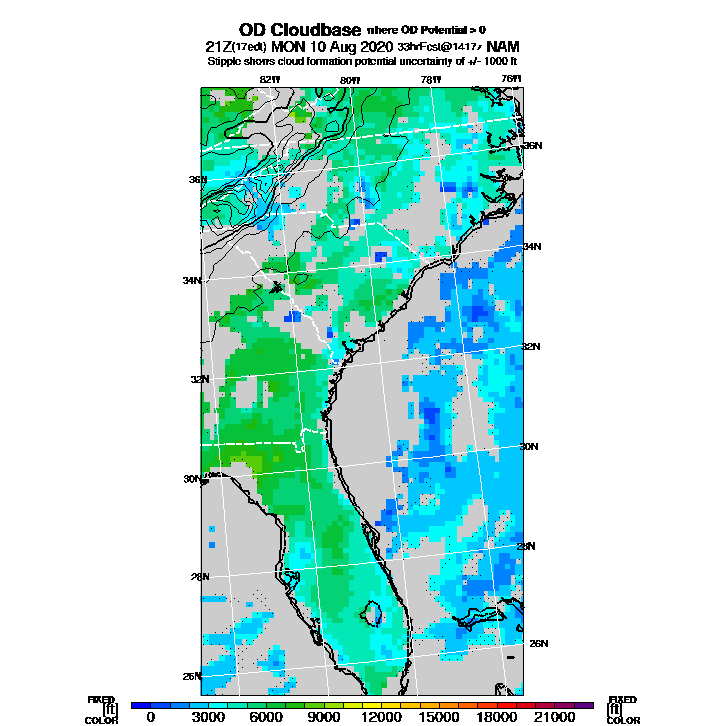 OD Cloudbase where OD Potential > 0
21Z(17edt) MON 10 Aug 2020 33hrFcst@1417z NAM
Stipple shows cloud formation potential uncertainty of +/- 1000 ft
82W 80W 78W 76W
36N 36N
34N 34N
32N 32N
30N 30N
28N 28N
26N 26N
FIXED FIXED
[ft] [ft]
COLOR COLOR
0 3000 6000 9000 12000 15000 18000 21000